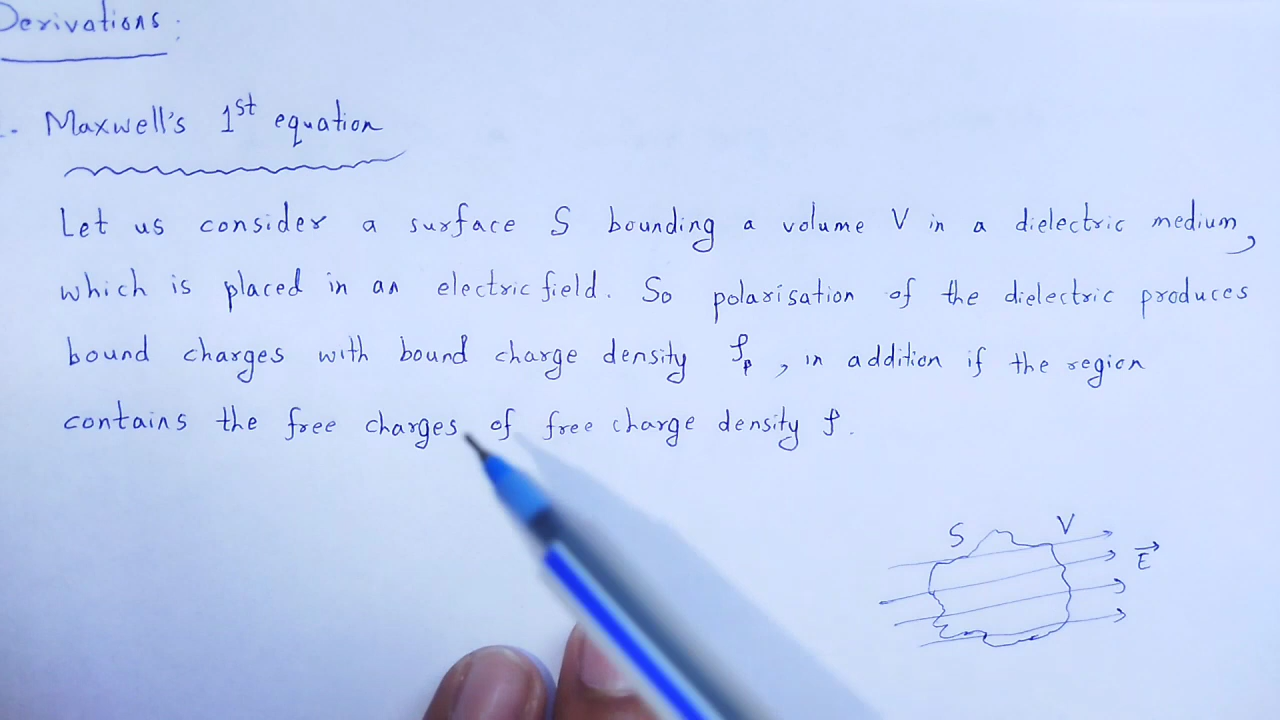 Derivations:
. Maxwell's 1st equation
Let us consider a surface S bounding a volume V in a dielectric medium,
which is placed in an electric field. So polarisation of the dielectric produces
bound charges with bound charge density ρp, in addition if the region
contains the free charges of free charge density ρ.
S V
E→